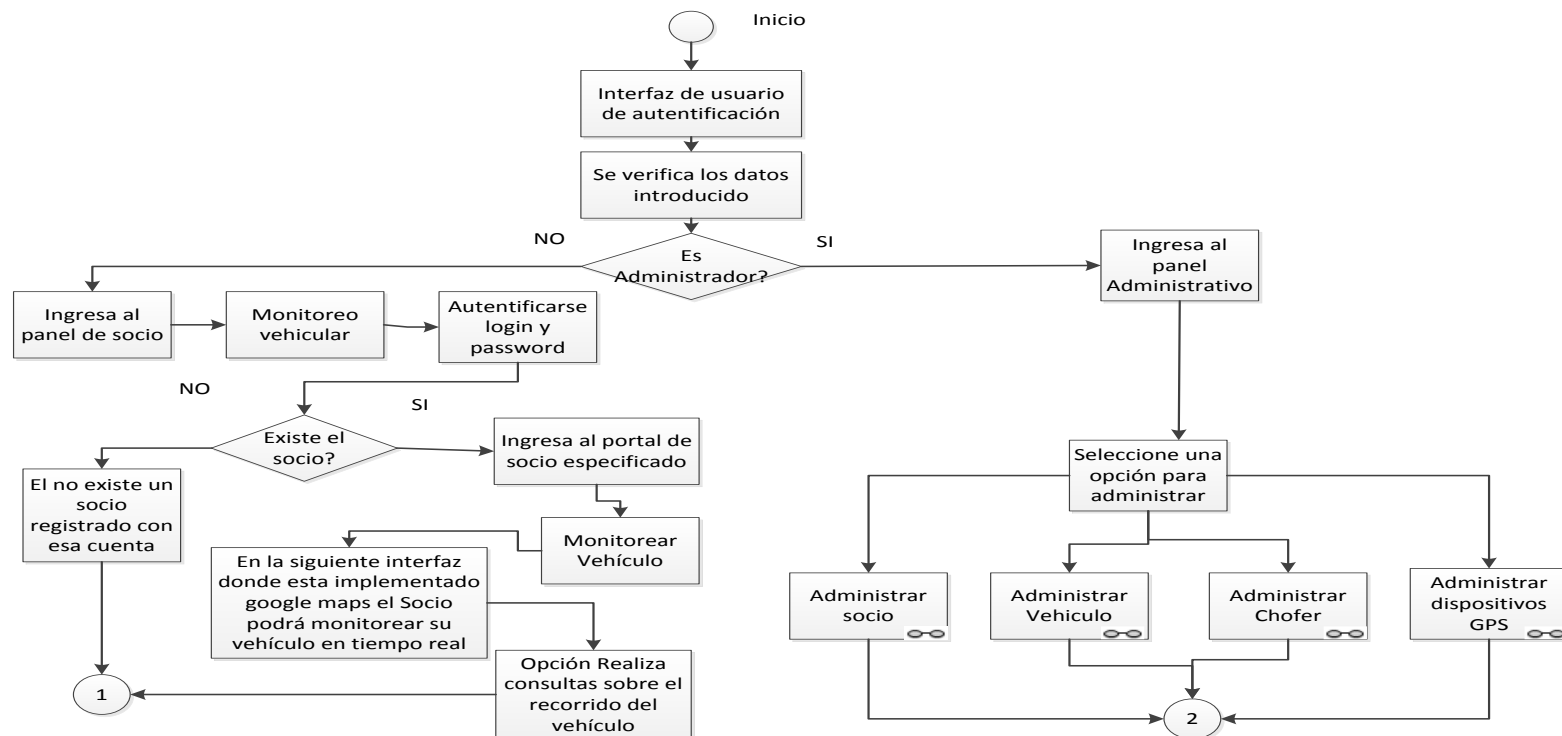 Inicio
Interfaz de usuario
de autentificación
Se verifica los datos
introducido
NO
Es
Administrador?
SI
Ingresa al
panel
Administrativo
Ingresa al
panel de socio
Monitoreo
vehicular
Autentificarse
login y
password
NO
Existe el
socio?
SI
Ingresa al portal de
socio especificado
Seleccione una
opción para
administrar
El no existe un
socio
registrado con
esa cuenta
Monitorear
Vehículo
En la siguiente interfaz
donde esta implementado
google maps el Socio
podrá monitorear su
vehículo en tiempo real
Administrar
socio
Administrar
Vehiculo
Administrar
Chofer
Administrar
dispositivos
GPS
Opción Realiza
consultas sobre el
recorrido del
vehículo
1
2